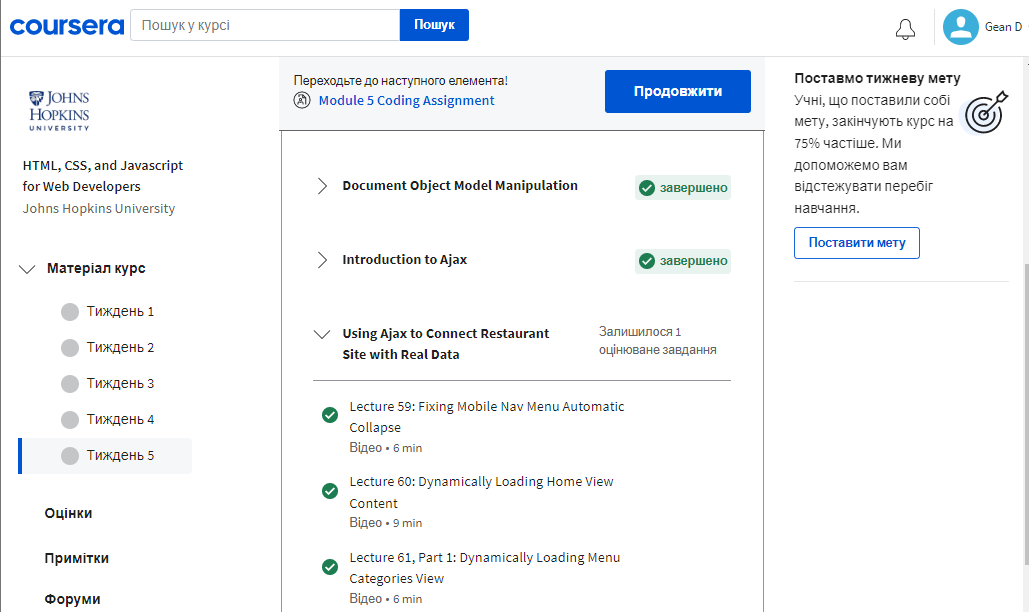 coursera
Пошук у курсі
Пошук
Gean D
JOHNS
HOPKINS
UNIVERSITY
HTML, CSS, and Javascript
for Web Developers
Johns Hopkins University
Матеріал курс
Тиждень 1
Тиждень 2
Тиждень 3
Тиждень 4
Тиждень 5
Оцінки
Примітки
Форуми
Переходьте до наступного елемента!
Module 5 Coding Assignment
Продовжити
Document Object Model Manipulation
завершено
Introduction to Ajax
завершено
Using Ajax to Connect Restaurant
Site with Real Data
Залишилося 1
оцінюване завдання
Lecture 59: Fixing Mobile Nav Menu Automatic
Collapse
Відео • 6 min
Lecture 60: Dynamically Loading Home View
Content
Відео • 9 min
Lecture 61, Part 1: Dynamically Loading Menu
Categories View
Відео • 6 min
Поставмо тижневу мету
Учні, що поставили собі
мету, закінчують курс на
75% частіше. Ми
допоможемо вам
відстежувати перебіг
навчання.
Поставити мету